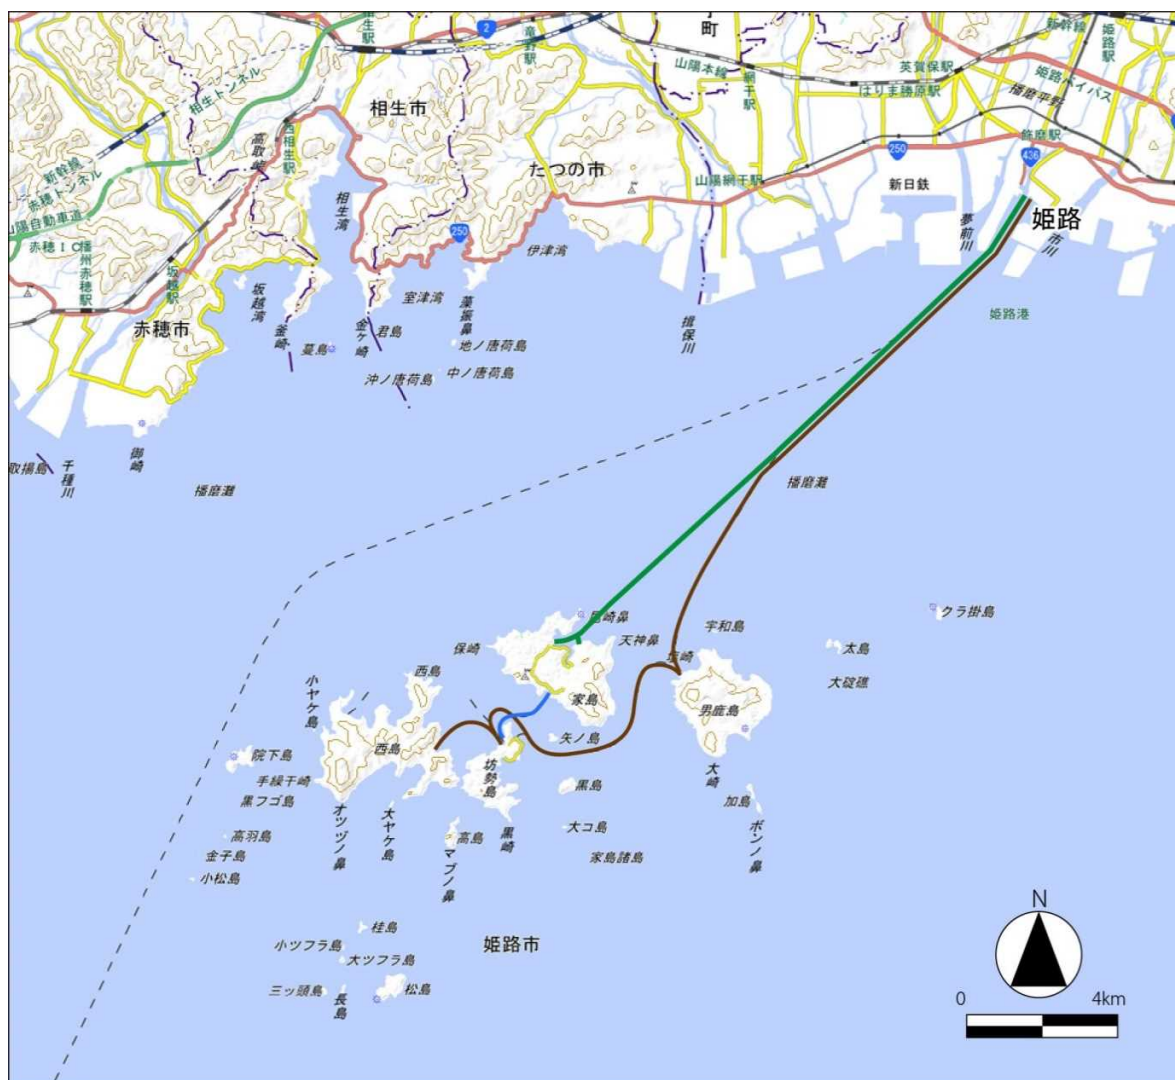 2
竜野駅
町
新幹線
姫路駅
相生トンネル
山陽本線
網干駅
英賀保駅
はりま勝原駅
姫路バイパス
播磨平野
相生市
西相生駅
高取峠
たつの市
250
飾磨駅
436
新幹線
赤穂トンネル
山陽自動車道
山陽網干駅
新日鉄
赤穂IC
播州赤穂駅
坂越駅
相生湾
250
伊津湾
夢前川
姫路
市川
坂越湾
釜崎
金ヶ崎
室津湾
藻振鼻
揖保川
姫路港
赤穂市
蔓島
君島
地ノ唐荷島
沖ノ唐荷島
中ノ唐荷島
御崎
取揚島
千種川
播磨灘
播磨灘
クラ掛島
尾崎鼻
保崎
天神鼻
宇和島
太島
大碇礁
小ヤケ島
西島
家島
男鹿島
院下島
西島
坊勢島
矢ノ島
手繰干崎
黒フゴ島
オツヅノ鼻
大ヤケ島
黒島
大崎
加島
ボンノ鼻
高羽島
高島
マブノ鼻
黒崎
大コ島
金子島
小松島
家島諸島
桂島
小ツフラ島
大ツフラ島
姫路市
三ッ頭島
長島
松島
N
0
4km